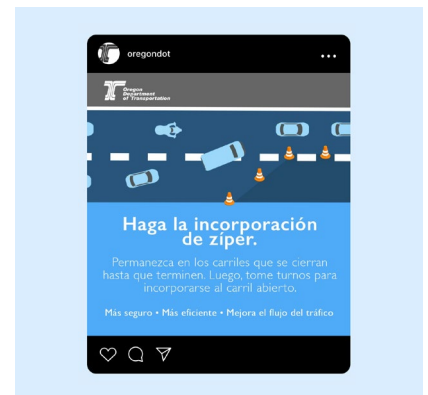 oregondot
Oregon
Department
of Transportation
Haga la incorporación
de zíper.
Permanezca en los carriles que se cierran
hasta que terminen. Luego, tome turnos para
incorporarse al carril abierto.
Más seguro • Más eficiente • Mejora el flujo del tráfico